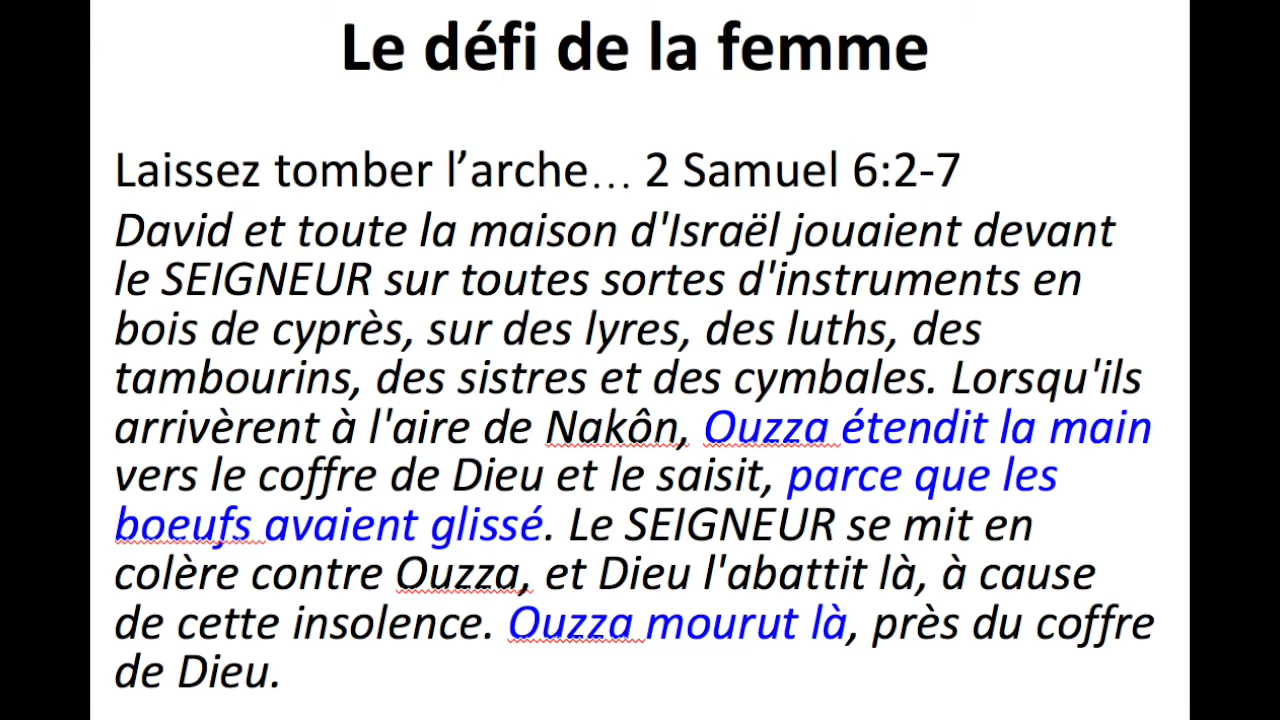 Le défi de la femme
Laissez tomber l’arche… 2 Samuel 6:2-7
David et toute la maison d'Israël jouaient devant
le SEIGNEUR sur toutes sortes d'instruments en
bois de cyprès, sur des lyres, des luths, des
tambourins, des sistres et des cymbales. Lorsqu'ils
arrivèrent à l'aire de Nakôn, Ouzza étendit la main
vers le coffre de Dieu et le saisit, parce que les
boeufs avaient glissé. Le SEIGNEUR se mit en
colère contre Ouzza, et Dieu l'abattit là, à cause
de cette insolence. Ouzza mourut là, près du coffre
de Dieu.